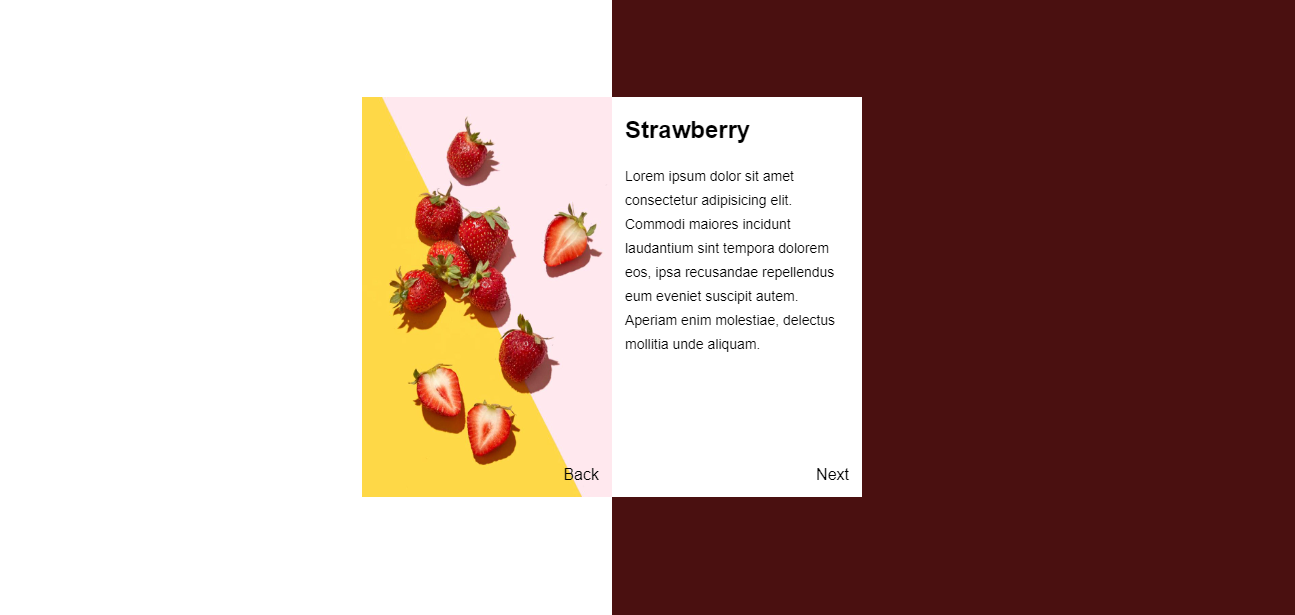 Strawberry
Lorem ipsum dolor sit amet
consectetur adipisicing elit.
Commodi maiores incidunt
laudantium sint tempora dolorem
eos, ipsa recusandae repellendus
eum eveniet suscipit autem.
Aperiam enim molestiae, delectus
mollitia unde aliquam.
Back
Next